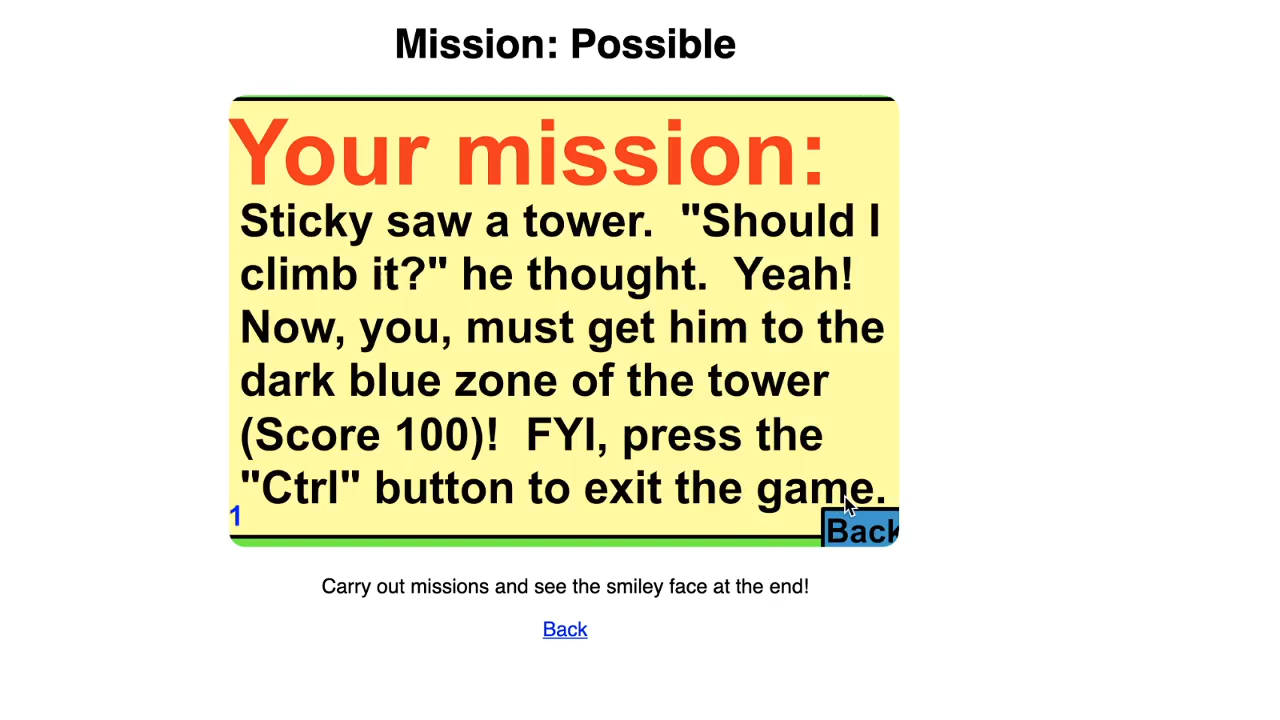 Mission: Possible
Your mission:
Sticky saw a tower.  "Should I
climb it?" he thought.  Yeah!
Now, you, must get him to the
dark blue zone of the tower
(Score 100)!  FYI, press the
"Ctrl" button to exit the game.
1
Back
Carry out missions and see the smiley face at the end!
Back